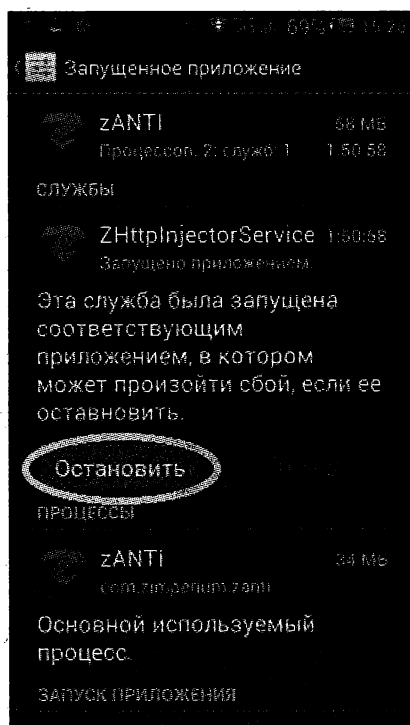 69%
Запущенное приложение
zANTI 58 МБ
Процессов: 2; служб: 1 1:50:58
СЛУЖБЫ
ZHttpInjectorService 1:50:58
Запущено приложением.
Эта служба была запущена
соответствующим
приложением, в котором
может произойти сбой, если ее
оставновить.
Остановить
ПРОЦЕССЫ
zANTI 34 МБ
com.zimperium.zanti
Основной используемый
процесс.
ЗАПУСК ПРИЛОЖЕНИЯ